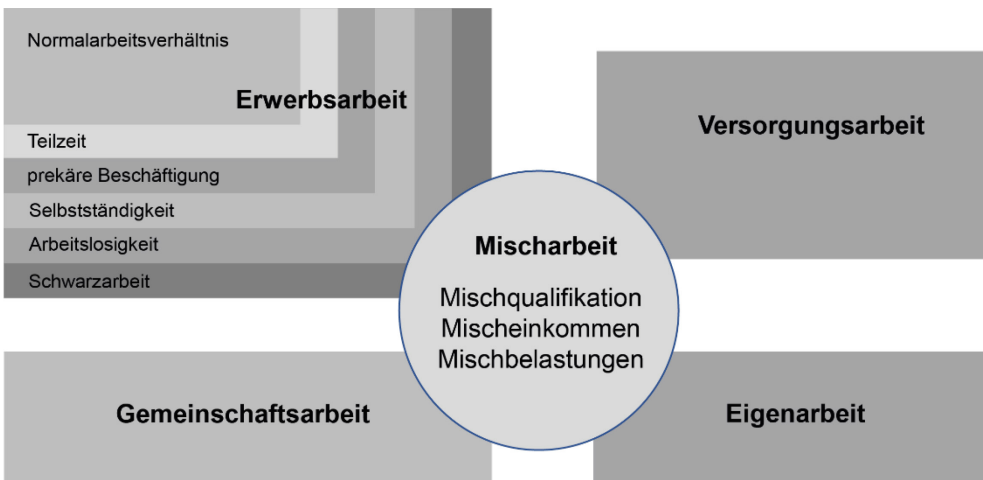 Normalarbeitsverhältnis
Erwerbsarbeit
Teilzeit
prekäre Beschäftigung
Selbstständigkeit
Arbeitslosigkeit
Schwarzarbeit
Versorgungsarbeit
Mischarbeit
Mischqualifikation
Mischeinkommen
Mischbelastungen
Gemeinschaftsarbeit
Eigenarbeit